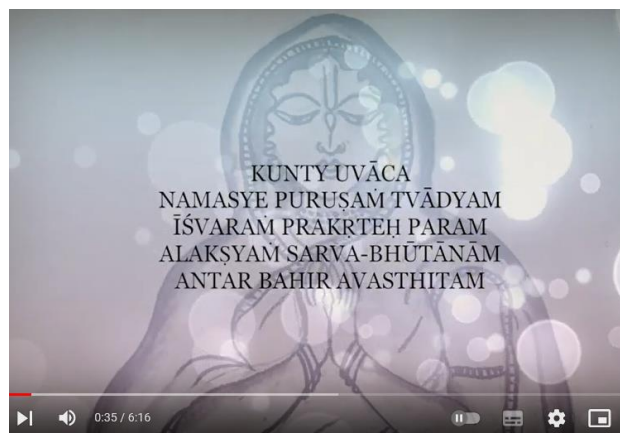 KUNTY UVĀCA
NAMASYE PURUṢAṀ TVĀDYAM
ĪŚVARAṀ PRAKṚTEḤ PARAM
ALAKṢYAṀ SARVA-BHŪTĀNĀM
ANTAR BAHIR AVASTHITAM
0:35 / 6:16